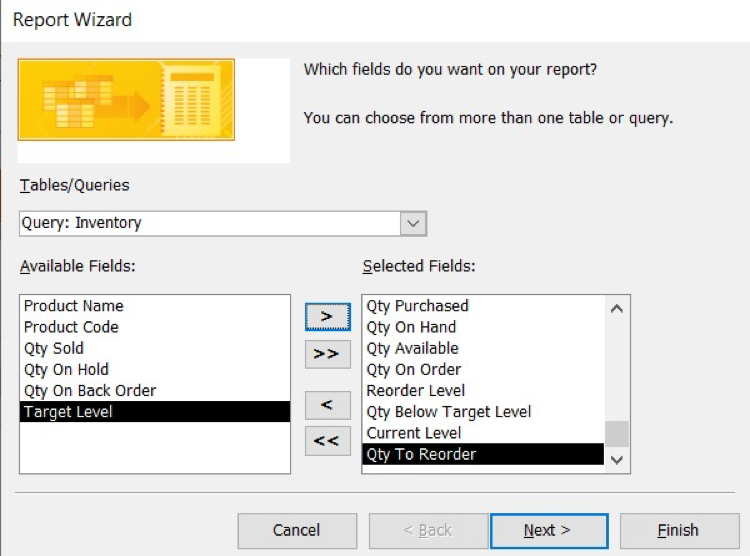 Report Wizard
Which fields do you want on your report?
You can choose from more than one table or query.
Tables/Queries
Query: Inventory
Available Fields:
Selected Fields:
Product Name
Product Code
Qty Sold
Qty On Hold
Qty On Back Order
Target Level
>
>>
<
<<
Qty Purchased
Qty On Hand
Qty Available
Qty On Order
Reorder Level
Qty Below Target Level
Current Level
Qty To Reorder
Cancel
< Back
Next >
Finish